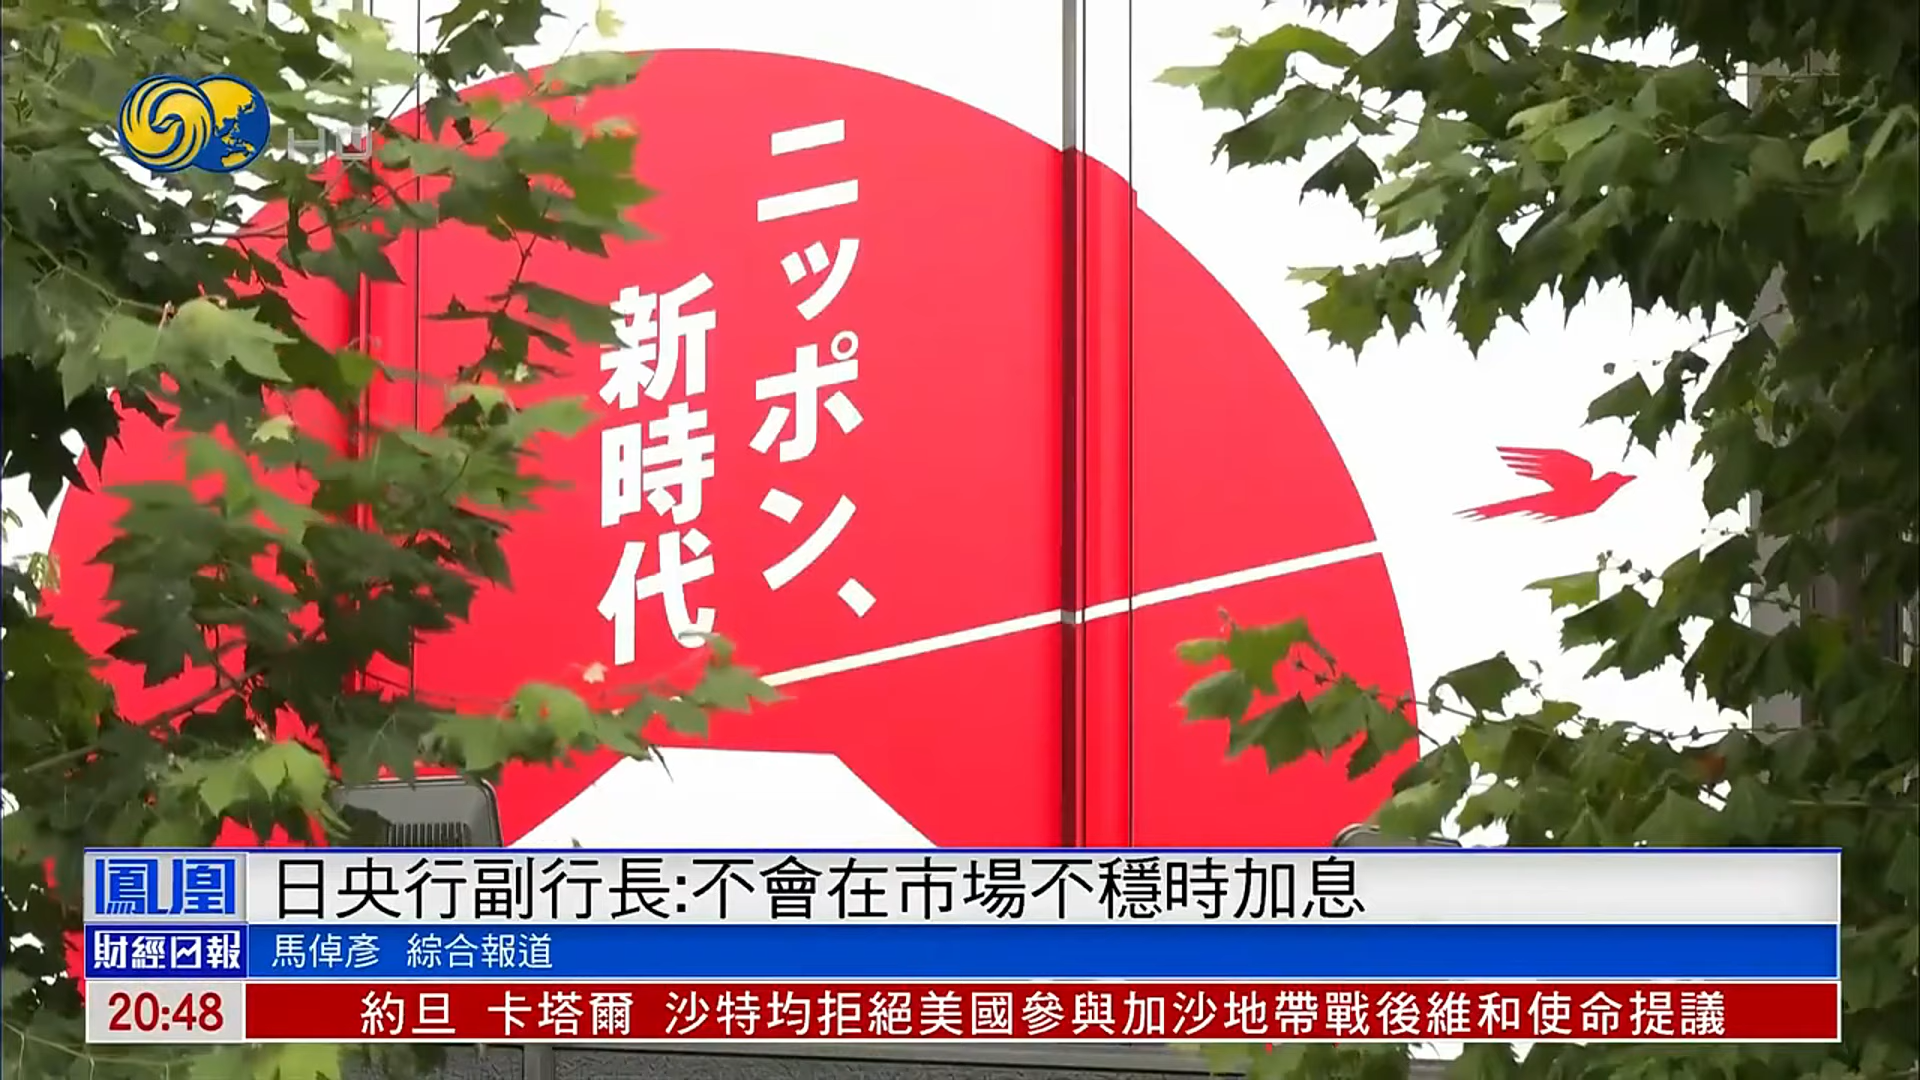 ニッポン、
新時代
鳳凰
日央行副行長:不會在市場不穩時加息
財經日報
馬倬彥 綜合報道
20:48
約旦 卡塔爾 沙特均拒絕美國參與加沙地帶戰後維和使命提議